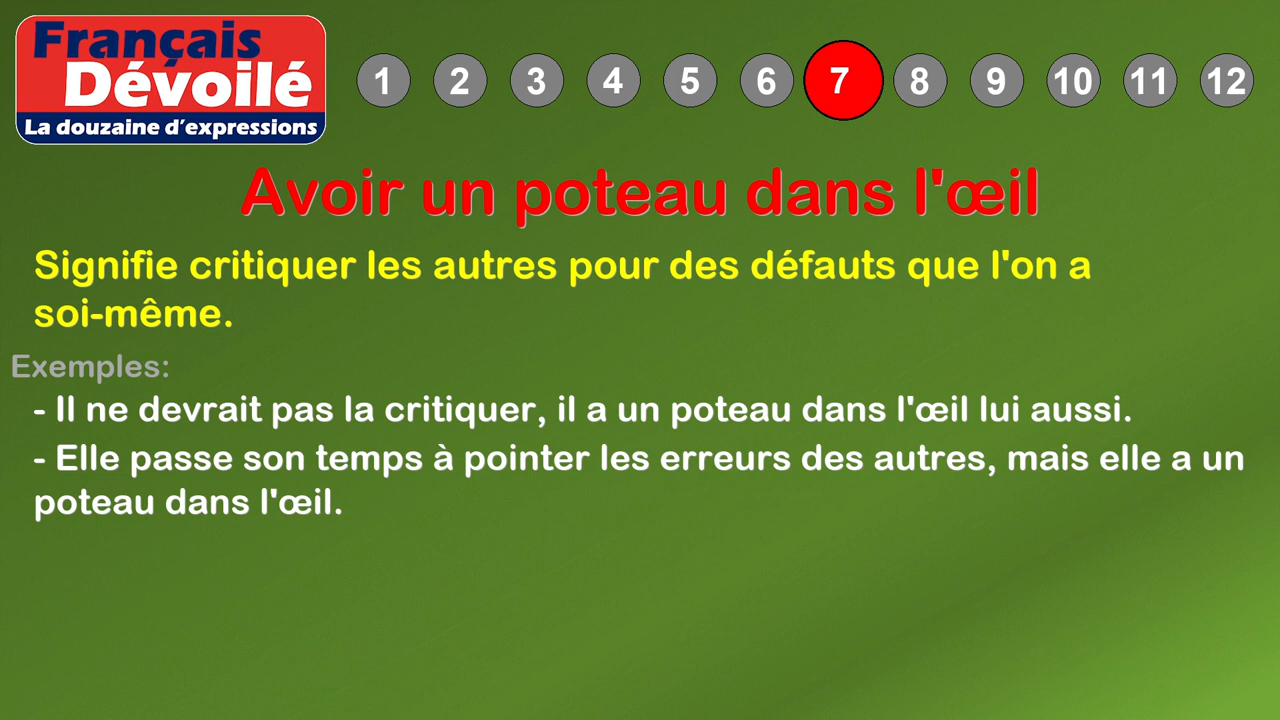 Français
Dévoilé
La douzaine d'expressions
1 2 3 4 5 6 7 8 9 10 11 12
Avoir un poteau dans l'œil
Signifie critiquer les autres pour des défauts que l'on a
soi-même.
Exemples:
- Il ne devrait pas la critiquer, il a un poteau dans l'œil lui aussi.
- Elle passe son temps à pointer les erreurs des autres, mais elle a un
poteau dans l'œil.